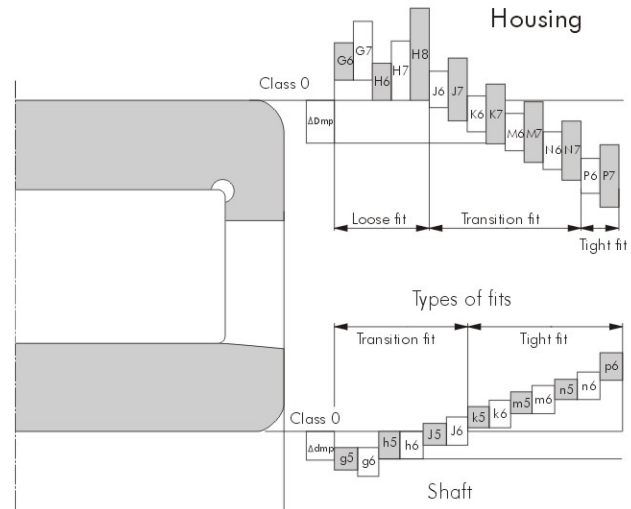 Housing
G6 G7 H6 H7 H8 J6 J7 K6 K7 M6 M7 N6 N7 P6 P7
Class 0
ΔDmp
Loose fit Transition fit
Tight fit
Types of fits
Transition fit Tight fit
Class 0
Δdmp
g5 g6 h5 h6 J5 J6 k5 k6 m5 m6 n5 n6 p6
Shaft